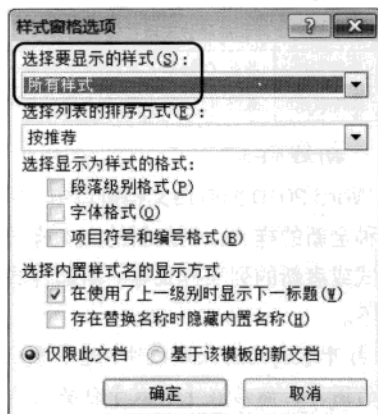 样式窗格选项
选择要显示的样式(S):
所有样式
选择列表的排序方式(E):
按推荐
选择显示为样式的格式:
段落级别格式(P)
字体格式(O)
项目符号和编号格式(B)
选择内置样式名的显示方式
在使用了上一级别时显示下一标题(W)
存在替换名称时隐藏内置名称(H)
仅限此文档 基于该模板的新文档
确定 取消